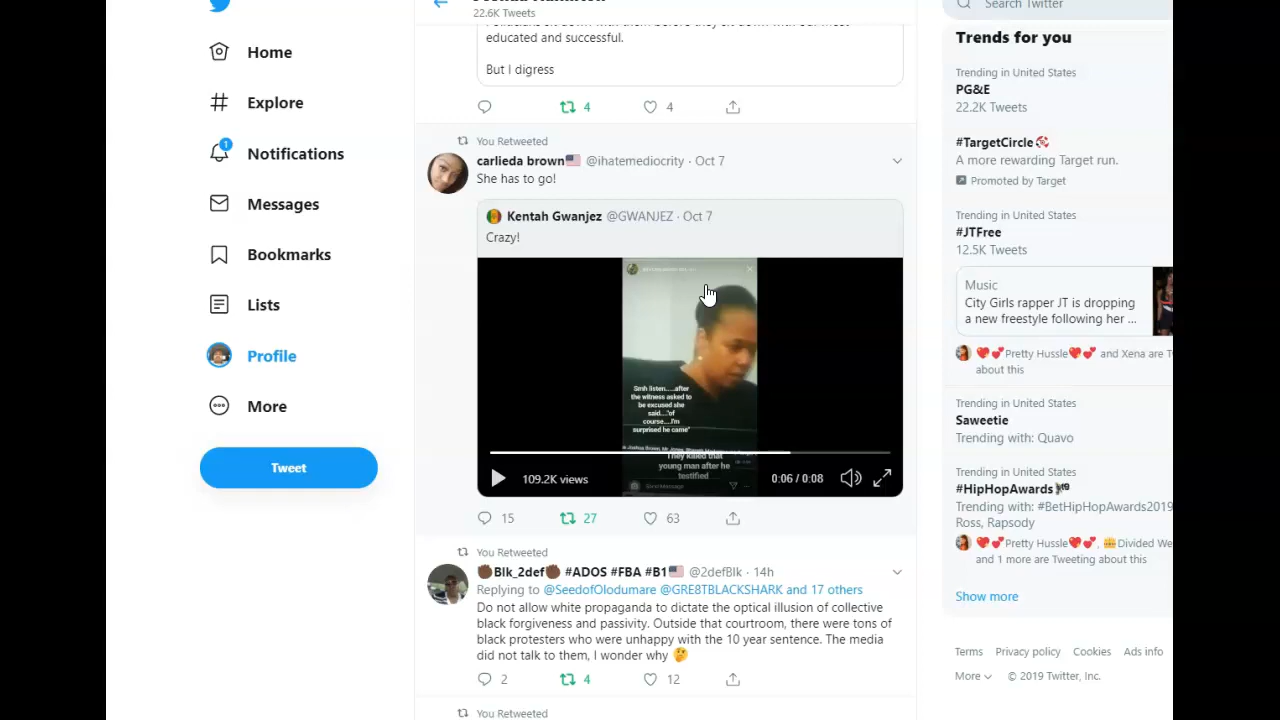 22.6K Tweets
Home
Explore
1
Notifications
Messages
Bookmarks
Lists
Profile
More
Tweet
educated and successful.
But I digress
4
4
You Retweeted
carlieda brown🇺🇸 @ihatemediocrity · Oct 7
She has to go!
Kentah Gwanjez @GWANJEZ · Oct 7
Crazy!
Smh listen.....after
the witness asked to
be excused she
said...."of
course....I'm
surprised he came"
They killed that
young man after he
testified
109.2K views
0:06 / 0:08
15
27
63
You Retweeted
Blk_2def #ADOS #FBA #B1🇺🇸 @2defBlk · 14h
Replying to @SeedofOlodumare @GRE8TBLACKSHARK and 17 others
Do not allow white propaganda to dictate the optical illusion of collective
black forgiveness and passivity. Outside that courtroom, there were tons of
black protesters who were unhappy with the 10 year sentence. The media
did not talk to them, I wonder why 🤔
2
4
12
You Retweeted
Search Twitter
Trends for you
Trending in United States
PG&E
22.2K Tweets
#TargetCircle
A more rewarding Target run.
Promoted by Target
Trending in United States
#JTFree
12.5K Tweets
Music
City Girls rapper JT is dropping
a new freestyle following her ...
❤️💕Pretty Hussle❤️💕 and Xena are T
about this
Trending in United States
Saweetie
Trending with: Quavo
Trending in United States
#HipHopAwards
Trending with: #BetHipHopAwards2019
Ross, Rapsody
❤️💕Pretty Hussle❤️💕, 👑Divided We
and 1 more are Tweeting about this
Show more
Terms Privacy policy Cookies Ads info
More © 2019 Twitter, Inc.